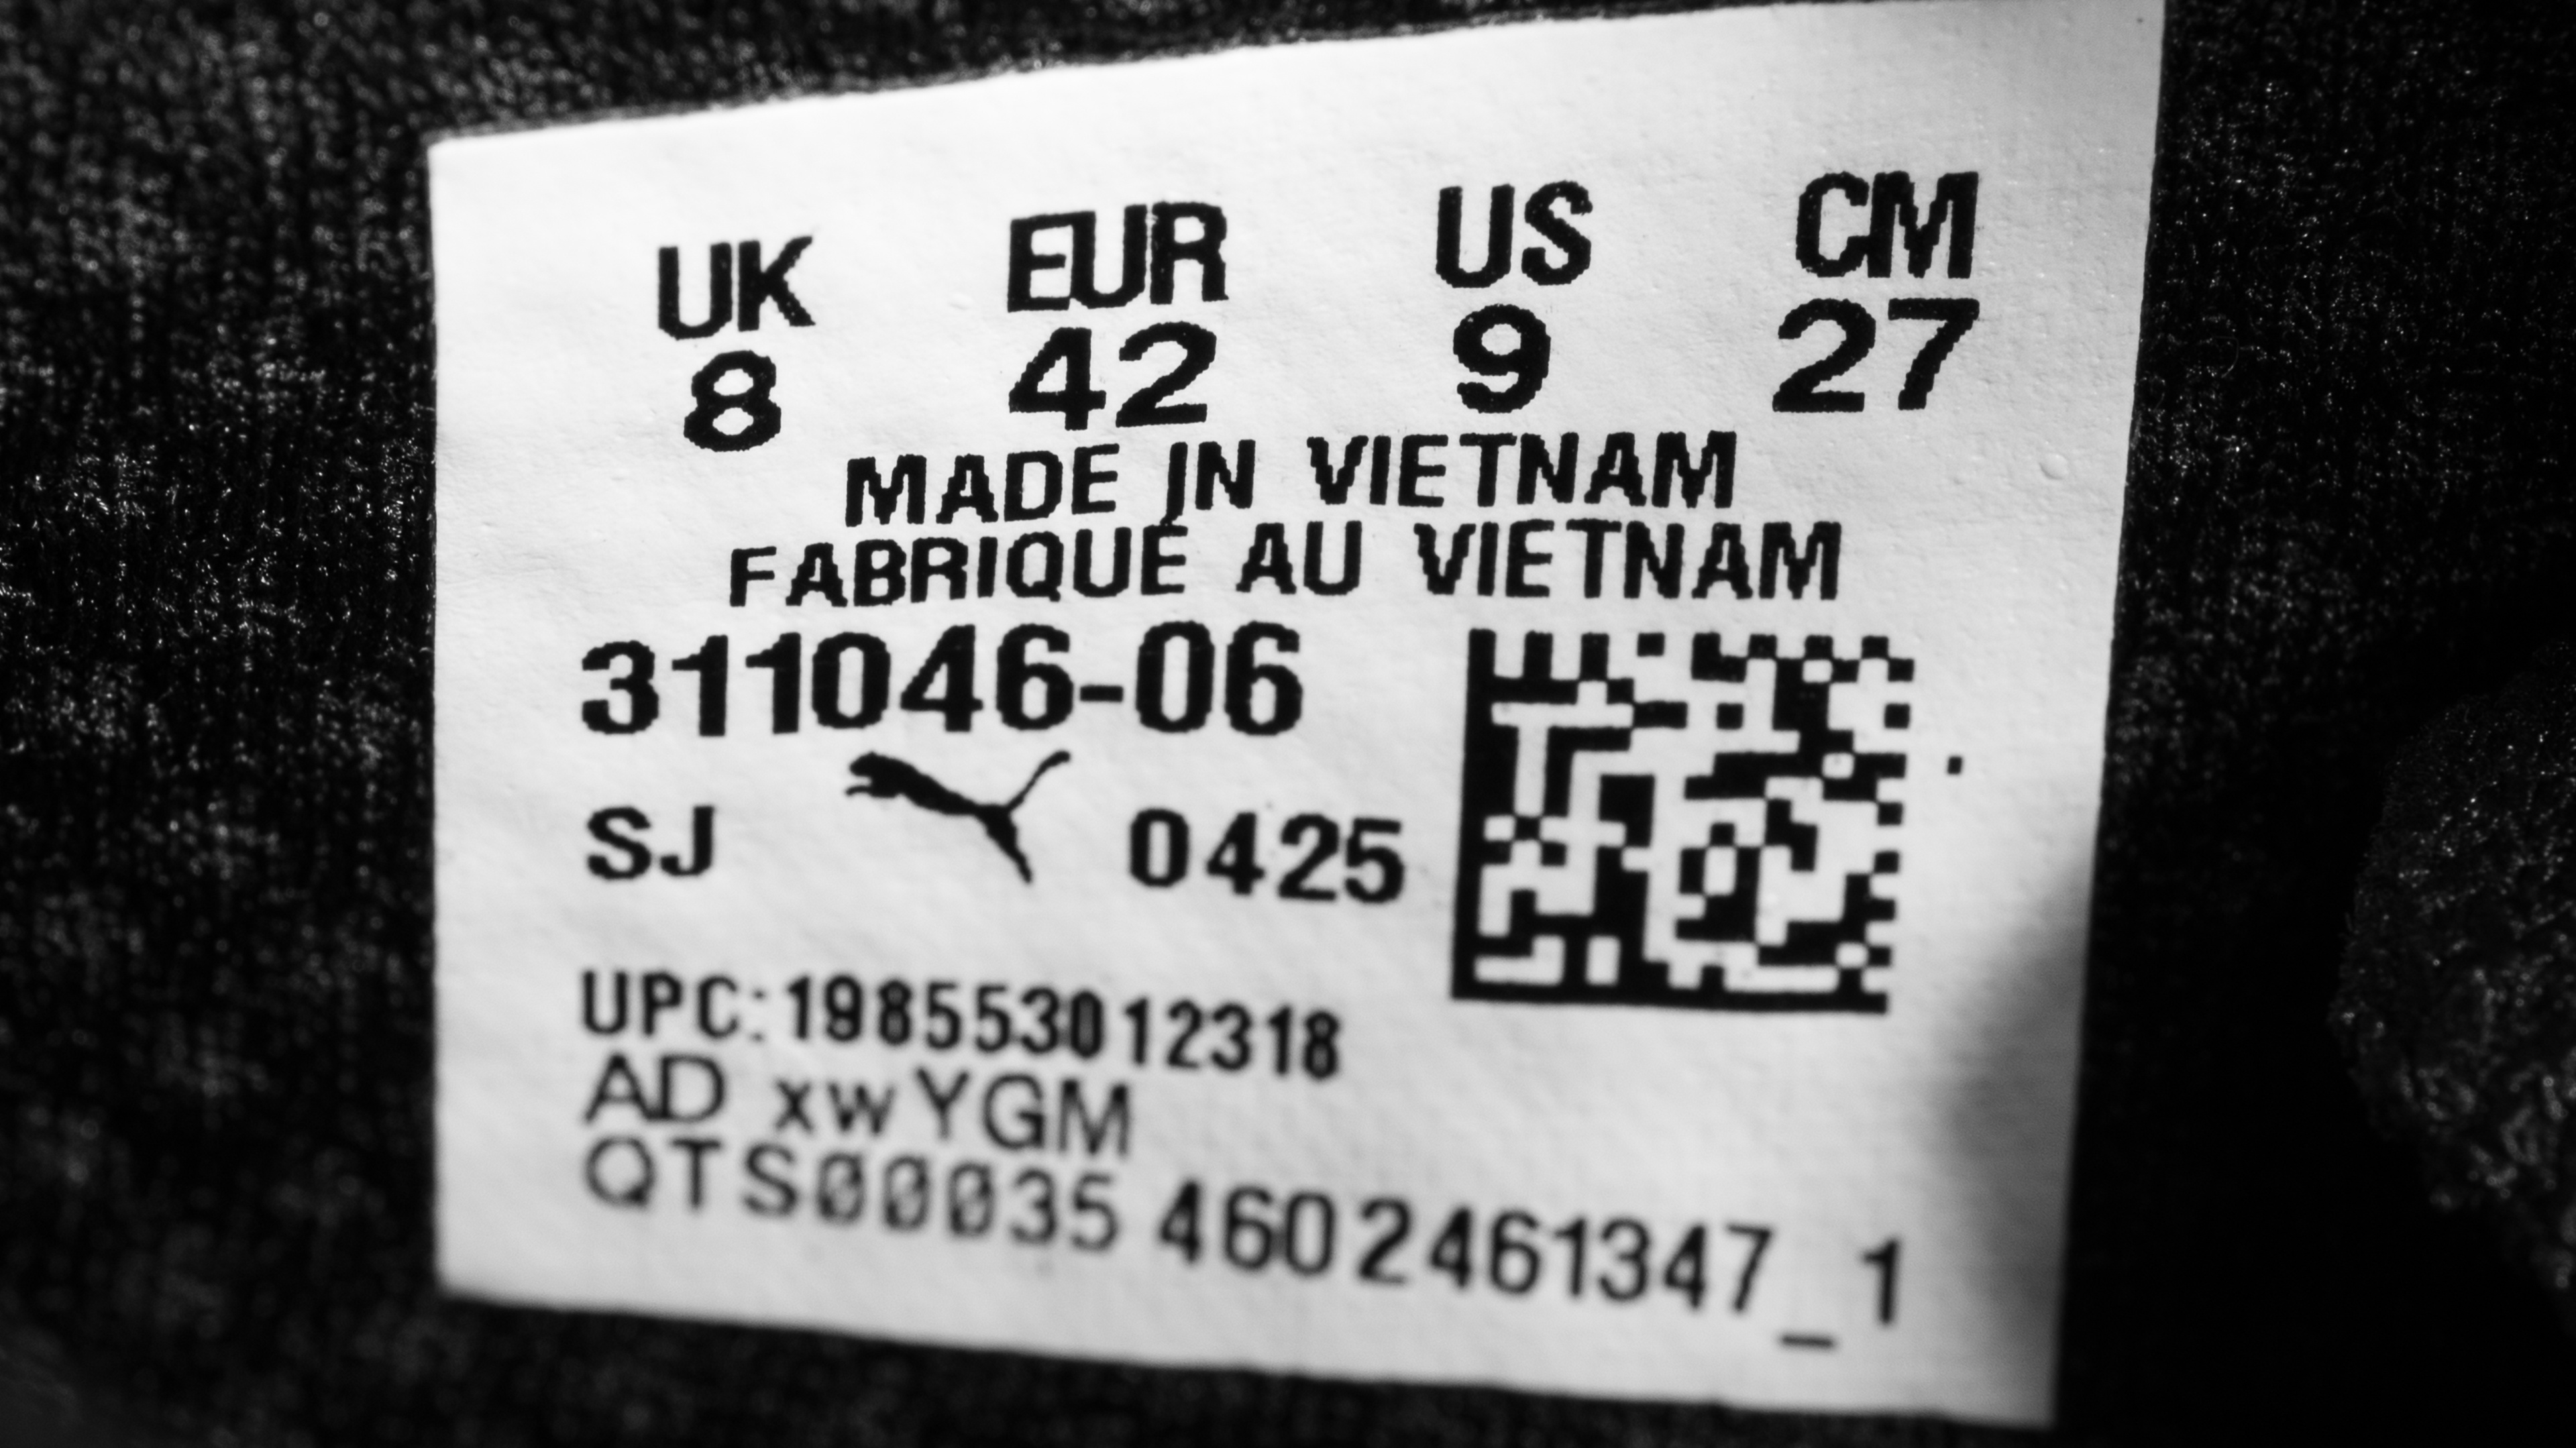 UK EUR US CM
8 42 9 27
MADE IN VIETNAM
FABRIQUÉ AU VIETNAM
311046-06
SJ 0425
UPC:198553012318
AD xwYGM
QTS00035 4602461347_1